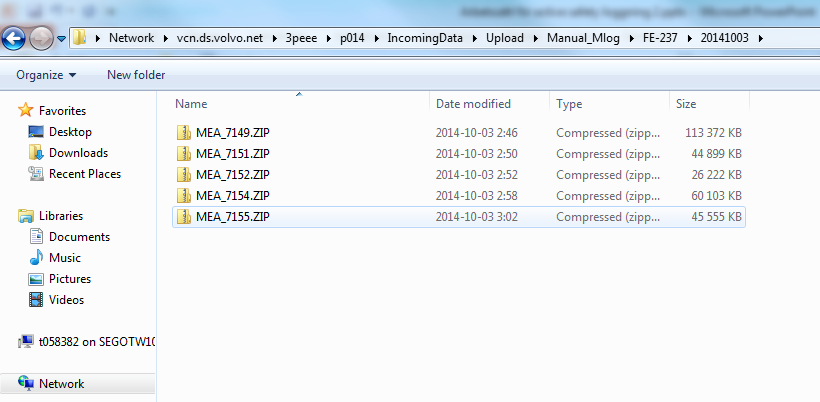 Network vcn.ds.volvo.net 3peee p014 IncomingData Upload Manual_Mlog FE-237 20141003
Organize New folder
Name Date modified Type Size
Favorites
Desktop
Downloads
Recent Places
Libraries
Documents
Music
Pictures
Videos
t058382 on SEGOTW10
Network
MEA_7149.ZIP 2014-10-03 2:46 Compressed (zipp... 113 372 KB
MEA_7151.ZIP 2014-10-03 2:50 Compressed (zipp... 44 899 KB
MEA_7152.ZIP 2014-10-03 2:52 Compressed (zipp... 26 222 KB
MEA_7154.ZIP 2014-10-03 2:58 Compressed (zipp... 60 103 KB
MEA_7155.ZIP 2014-10-03 3:02 Compressed (zipp... 45 555 KB